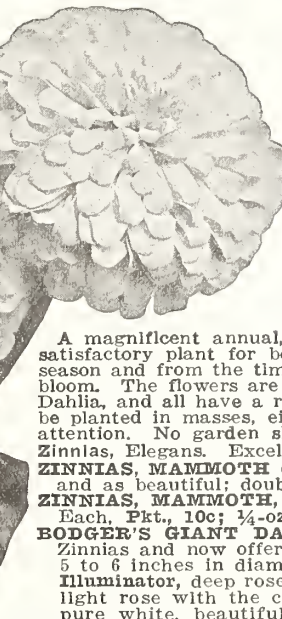 A magnificent annual,
satisfactory plant for b
season and from the tim
bloom. The flowers are
Dahlia, and all have a r
be planted in masses, ei
attention. No garden s
Zinnias, Elegans. Excel
ZINNIAS, MAMMOTH
and as beautiful; doub
ZINNIAS, MAMMOTH,
Each, Pkt., 10c; ¼-oz
BODGER'S GIANT DA
Zinnias and now offer
5 to 6 inches in diam
Illuminator, deep rose
light rose with the c
pure white, beautiful